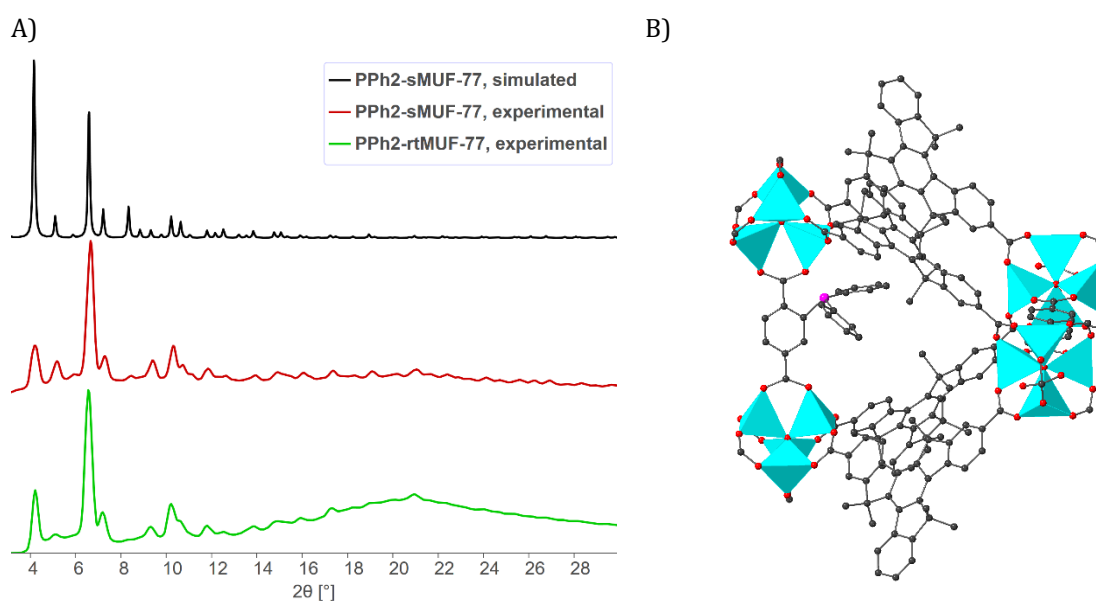 A)
B)
PPh2-sMUF-77, simulated
PPh2-sMUF-77, experimental
PPh2-rtMUF-77, experimental
4 6 8 10 12 14 16 18 20 22 24 26 28
2θ [°]